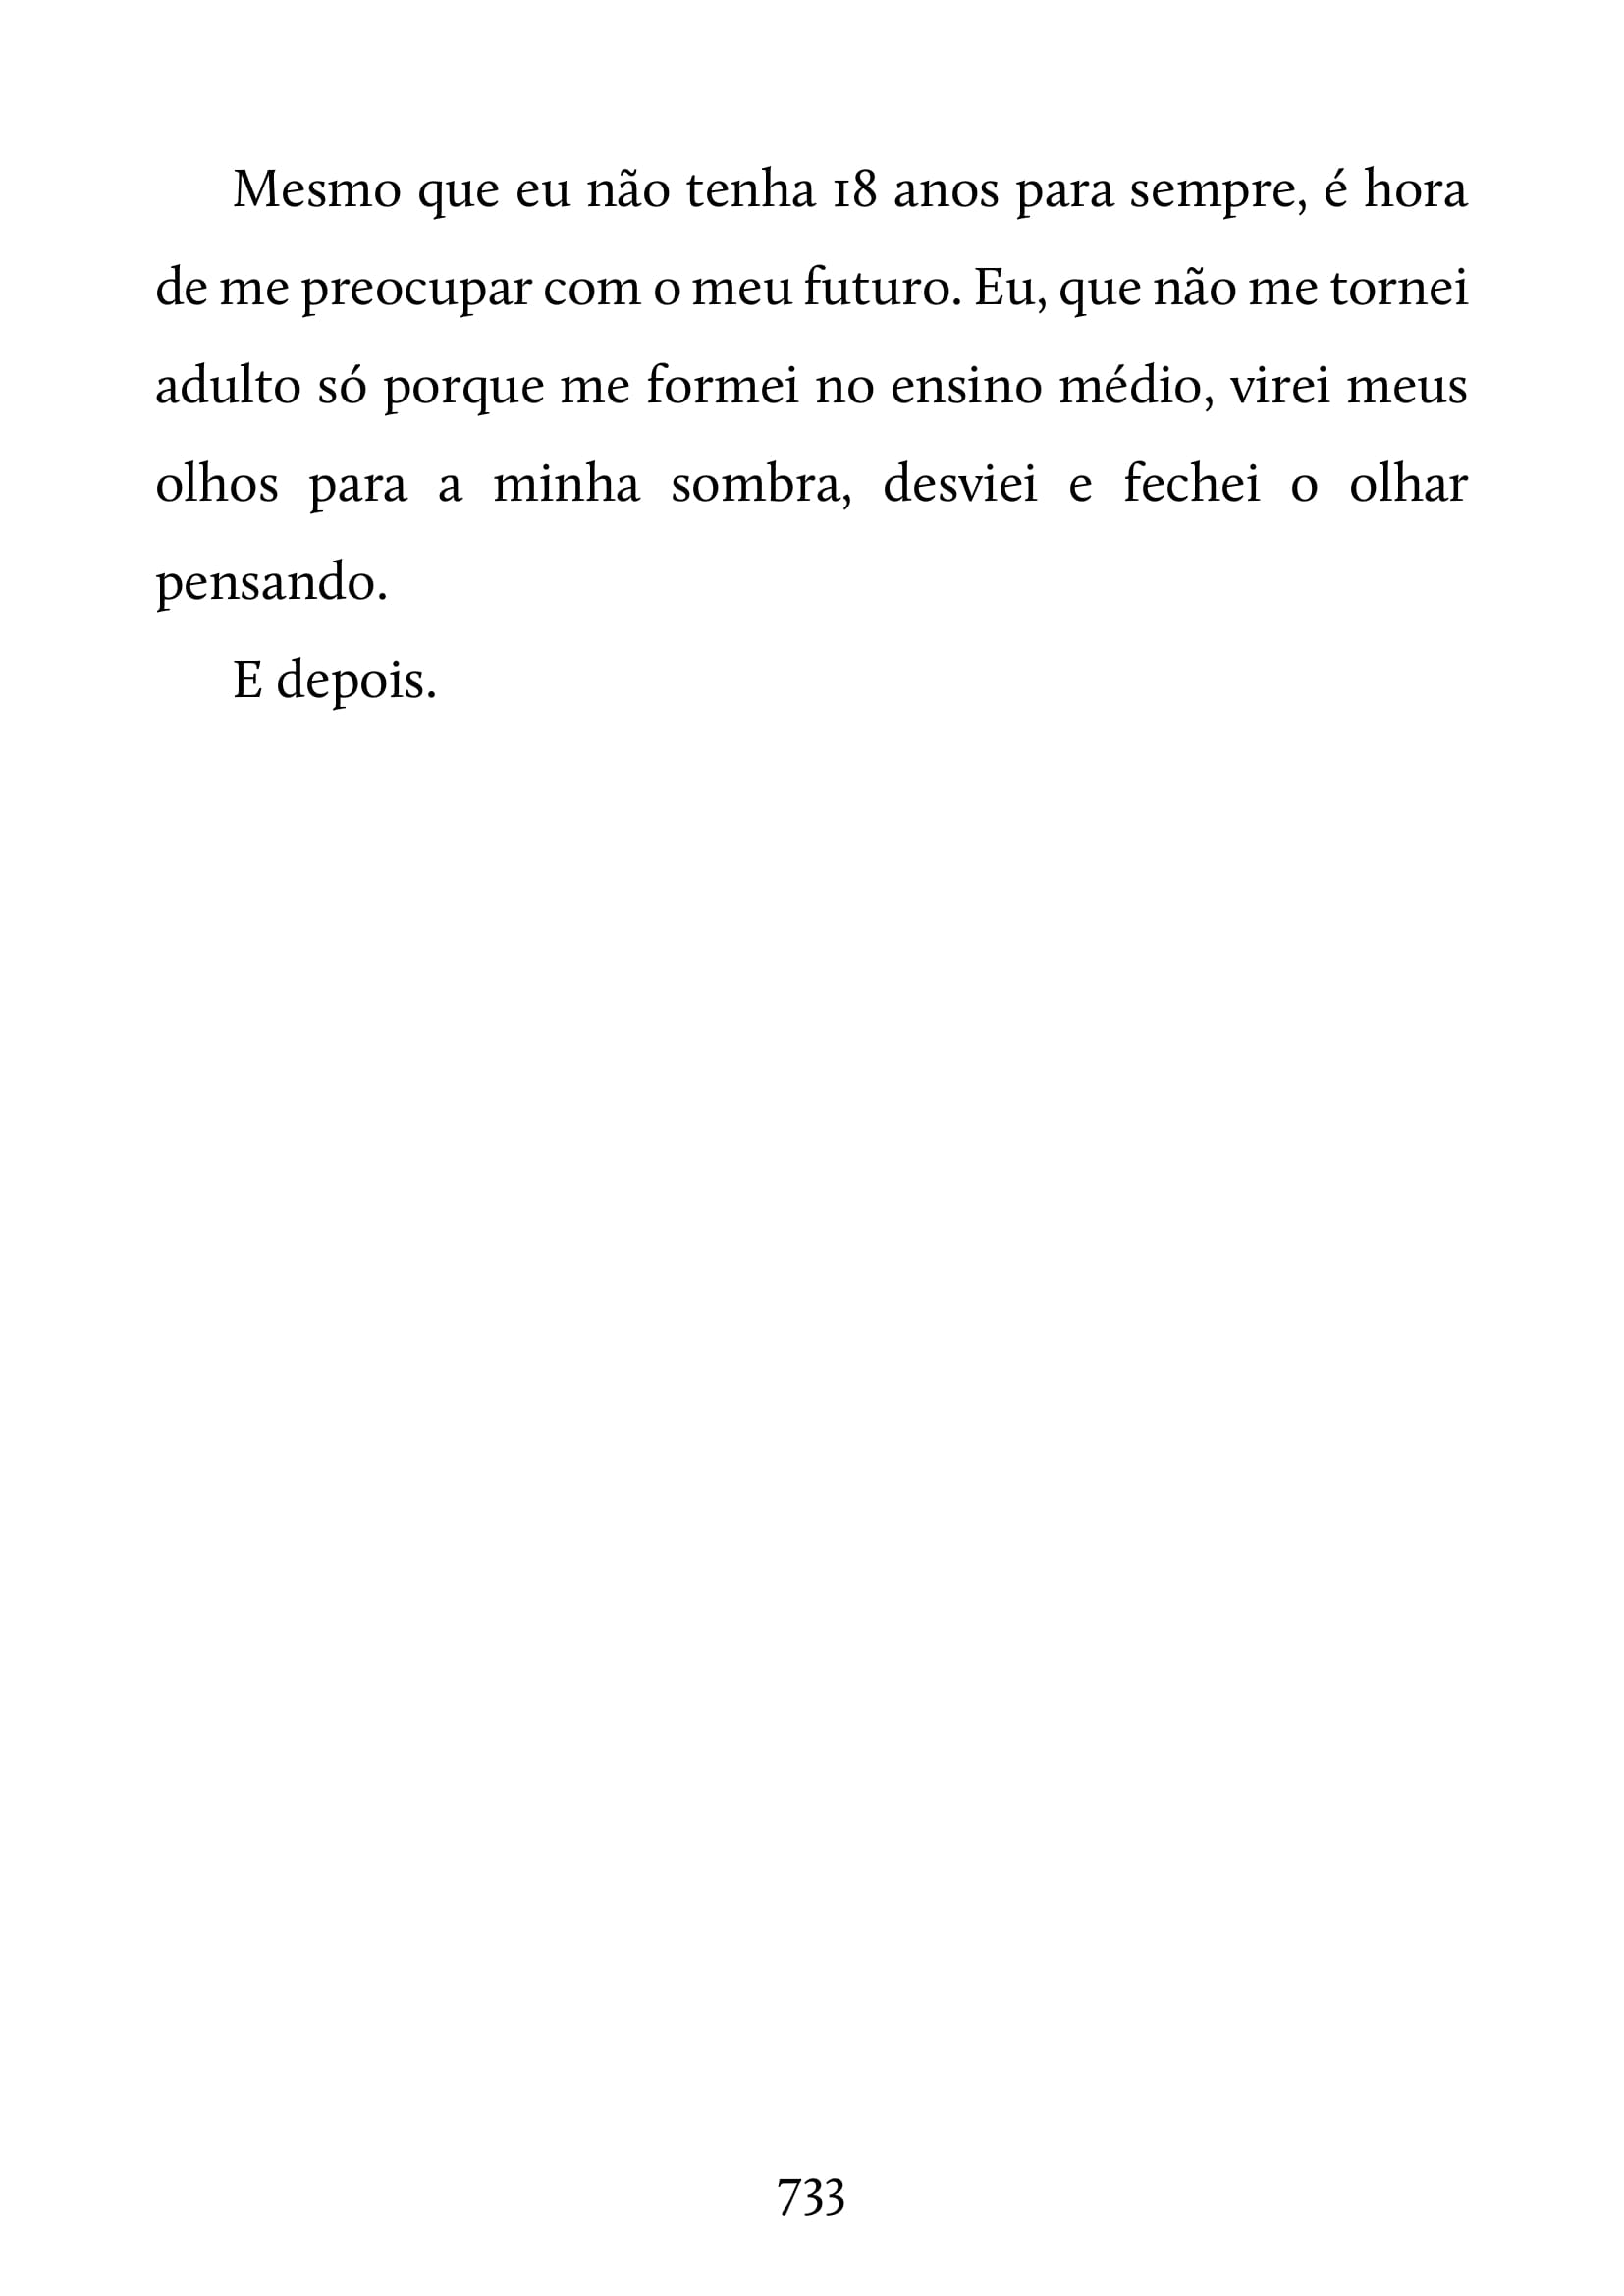 Mesmo que eu não tenha 18 anos para sempre, é hora
de me preocupar com o meu futuro. Eu, que não me tornei
adulto só porque me formei no ensino médio, virei meus
olhos para a minha sombra, desviei e fechei o olhar
pensando.
E depois.
733